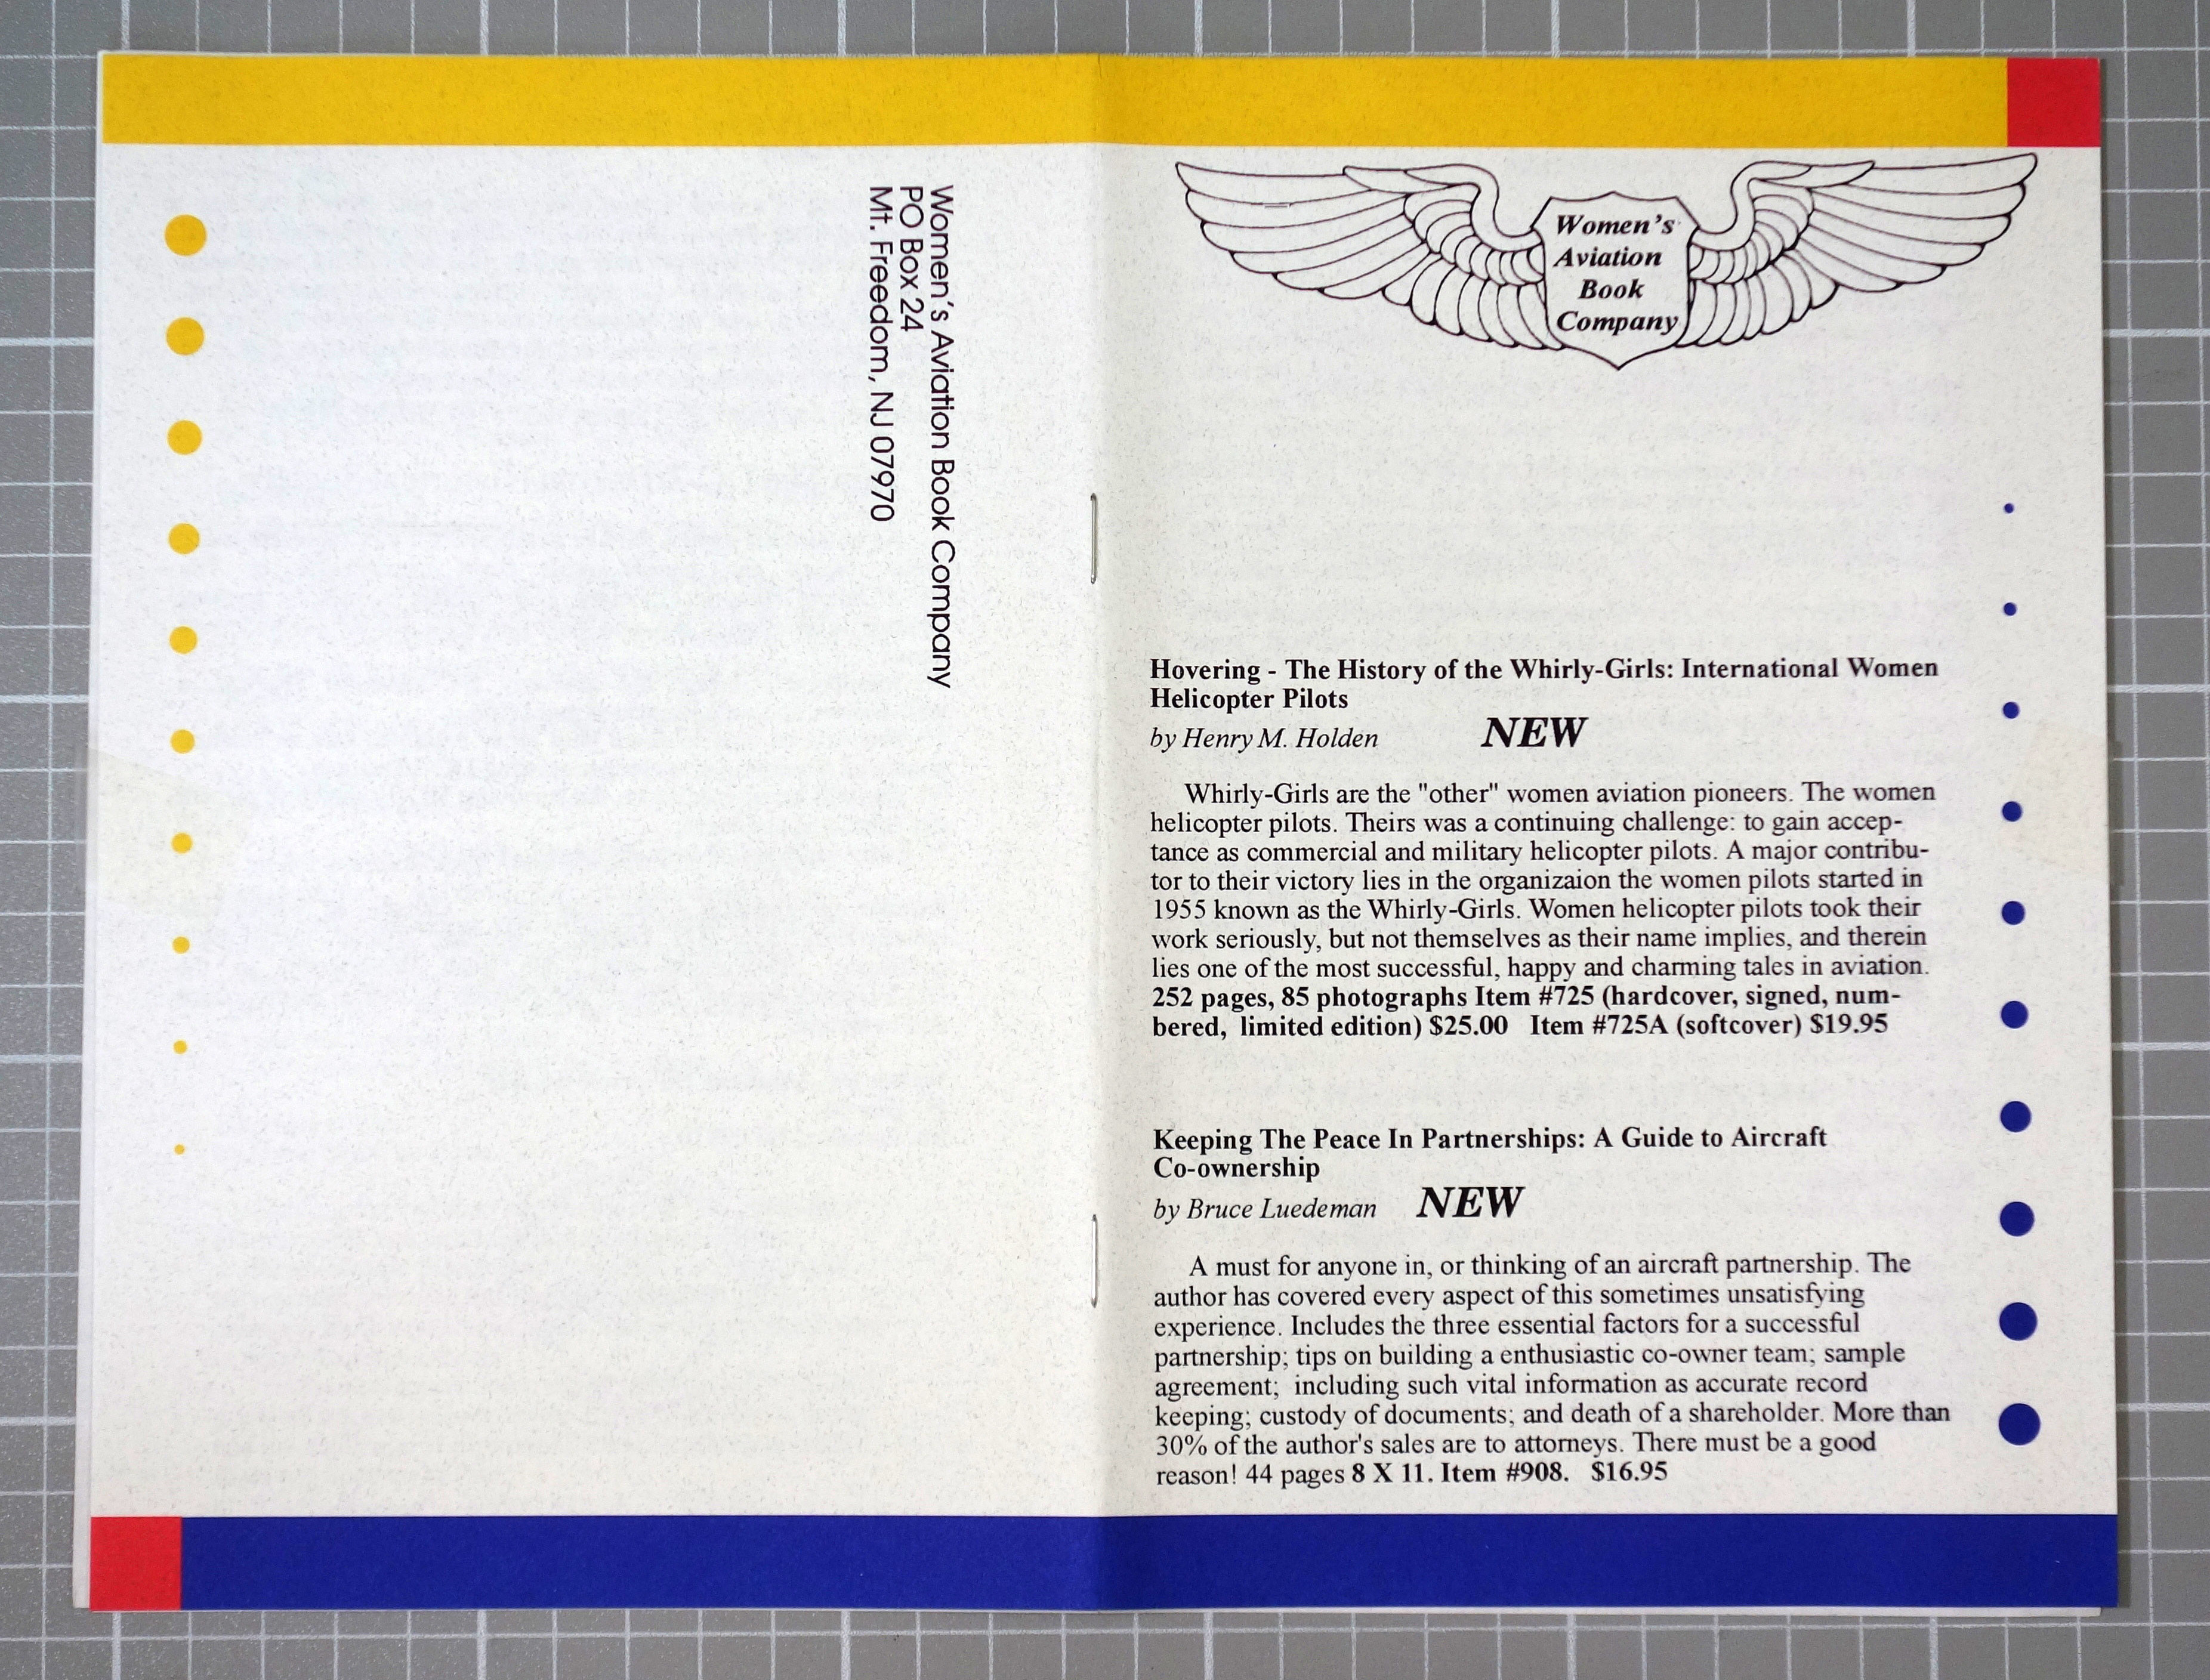 Women's Aviation Book Company
PO Box 24
Mt. Freedom, NJ 07970
Women's
Aviation
Book
Company
Hovering - The History of the Whirly-Girls: International Women
Helicopter Pilots
by Henry M. Holden NEW
Whirly-Girls are the "other" women aviation pioneers. The women
helicopter pilots. Theirs was a continuing challenge: to gain accep-
tance as commercial and military helicopter pilots. A major contribu-
tor to their victory lies in the organizaion the women pilots started in
1955 known as the Whirly-Girls. Women helicopter pilots took their
work seriously, but not themselves as their name implies, and therein
lies one of the most successful, happy and charming tales in aviation.
252 pages, 85 photographs Item #725 (hardcover, signed, num-
bered, limited edition) $25.00 Item #725A (softcover) $19.95
Keeping The Peace In Partnerships: A Guide to Aircraft
Co-ownership
by Bruce Luedeman NEW
A must for anyone in, or thinking of an aircraft partnership. The
author has covered every aspect of this sometimes unsatisfying
experience. Includes the three essential factors for a successful
partnership; tips on building a enthusiastic co-owner team; sample
agreement; including such vital information as accurate record
keeping; custody of documents; and death of a shareholder. More than
30% of the author's sales are to attorneys. There must be a good
reason! 44 pages 8 X 11. Item #908. $16.95